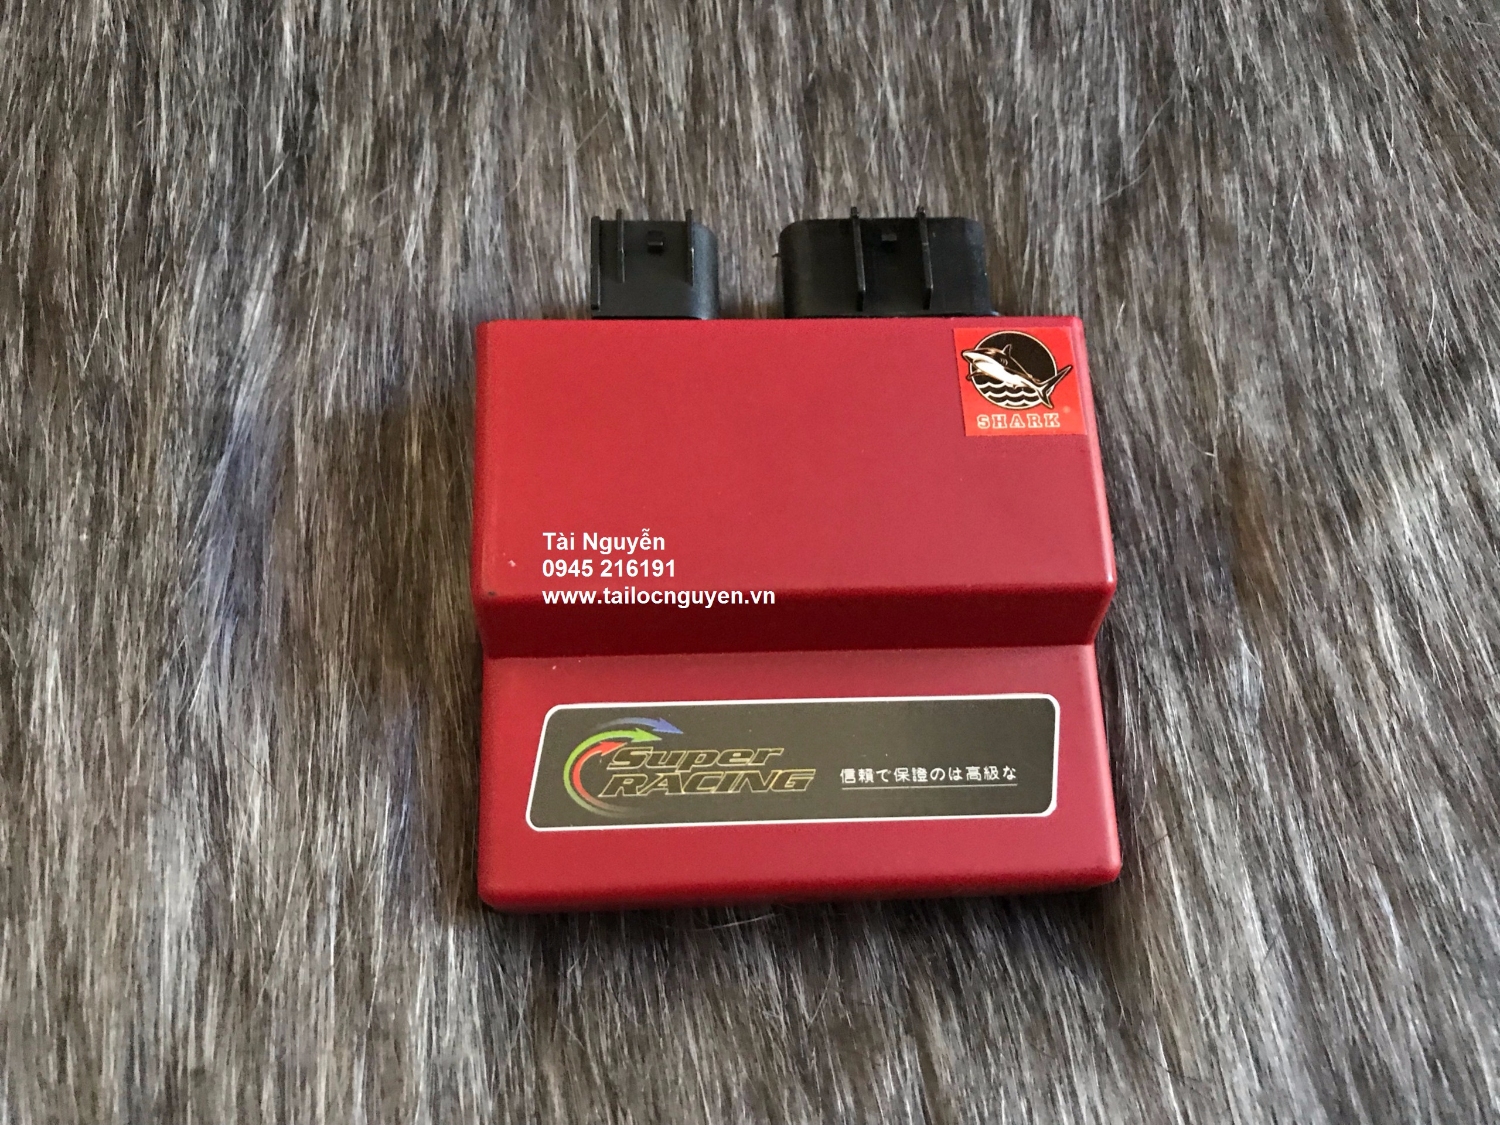 SHARK
Tài Nguyễn
0945 216191
www.tailocnguyen.vn
Super
RACING
信頼で保證のは高級な